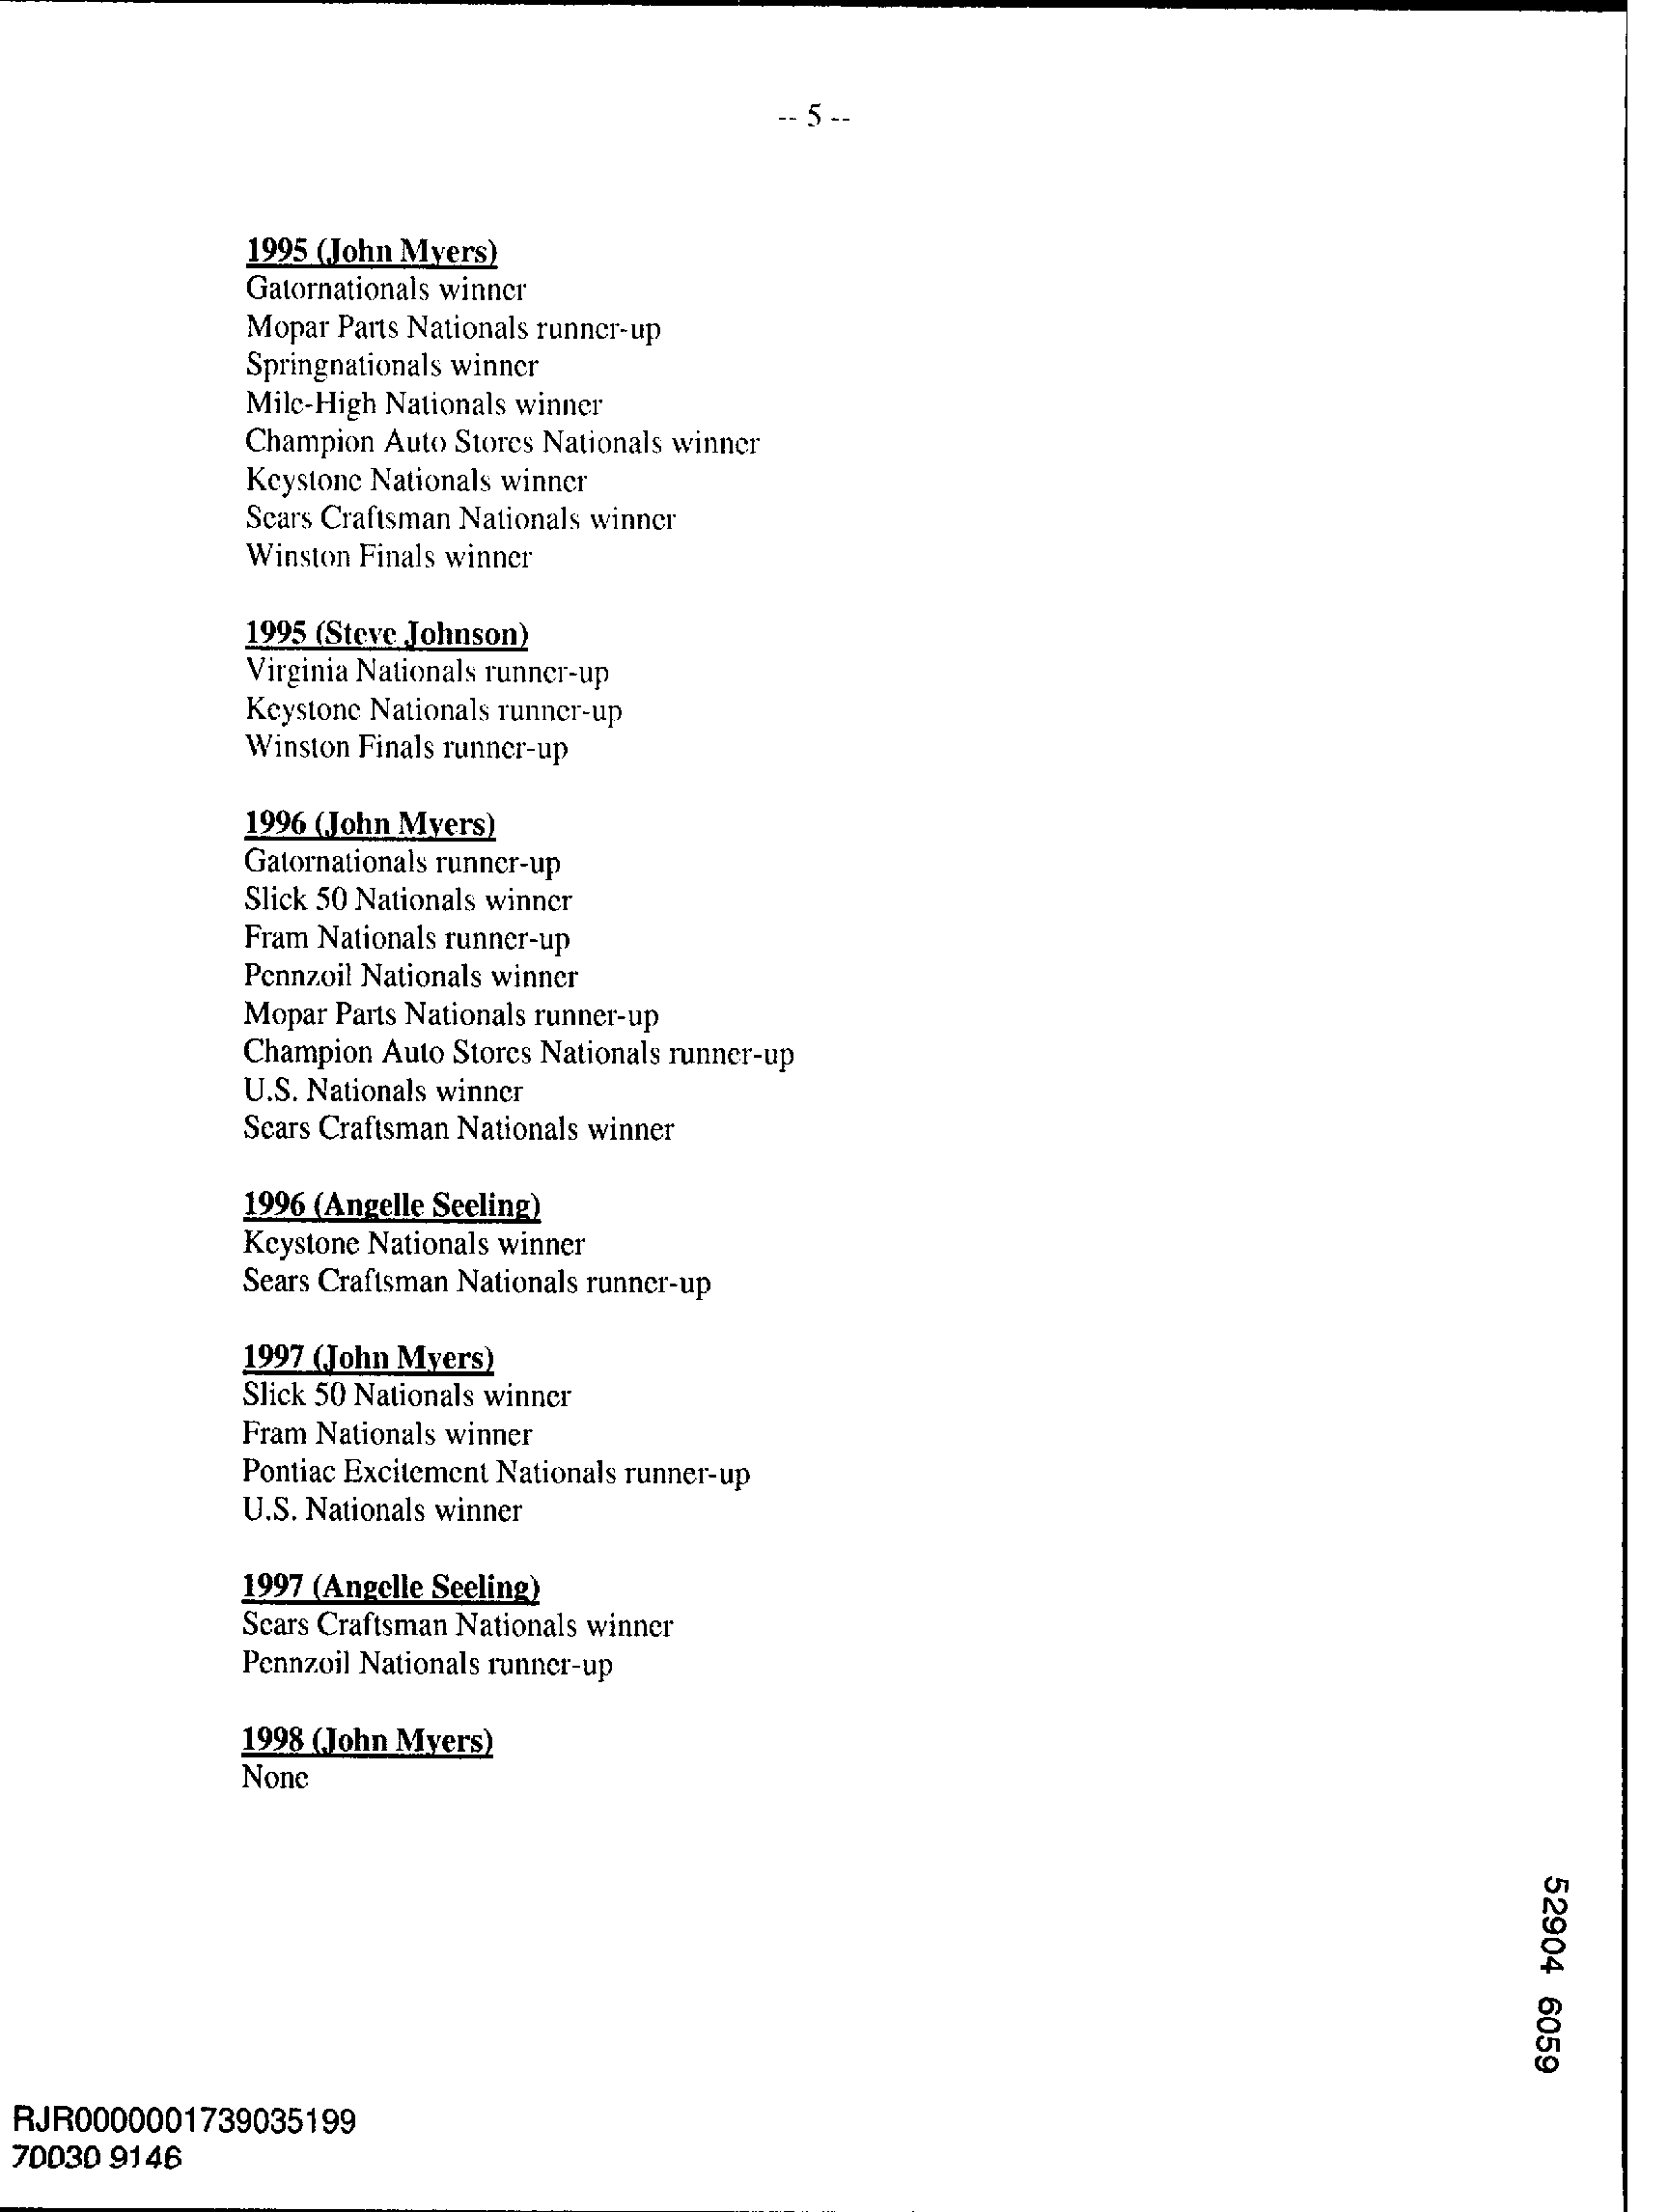 -- 5 --
1995 (John Myers)
Gatornationals winner
Mopar Parts Nationals runner-up
Springnationals winner
Mile-High Nationals winner
Champion Auto Stores Nationals winner
Keystone Nationals winner
Sears Craftsman Nationals winner
Winston Finals winner
1995 (Steve Johnson)
Virginia Nationals runner-up
Keystone Nationals runner-up
Winston Finals runner-up
1996 (John Myers)
Gatornationals runner-up
Slick 50 Nationals winner
Fram Nationals runner-up
Pennzoil Nationals winner
Mopar Parts Nationals runner-up
Champion Auto Stores Nationals runner-up
U.S. Nationals winner
Sears Craftsman Nationals winner
1996 (Angelle Seeling)
Keystone Nationals winner
Sears Craftsman Nationals runner-up
1997 (John Myers)
Slick 50 Nationals winner
Fram Nationals winner
Pontiac Excitement Nationals runner-up
U.S. Nationals winner
1997 (Angelle Seeling)
Sears Craftsman Nationals winner
Pennzoil Nationals runner-up
1998 (John Myers)
None
52904 6059
RJR0000001739035199
70030 9146